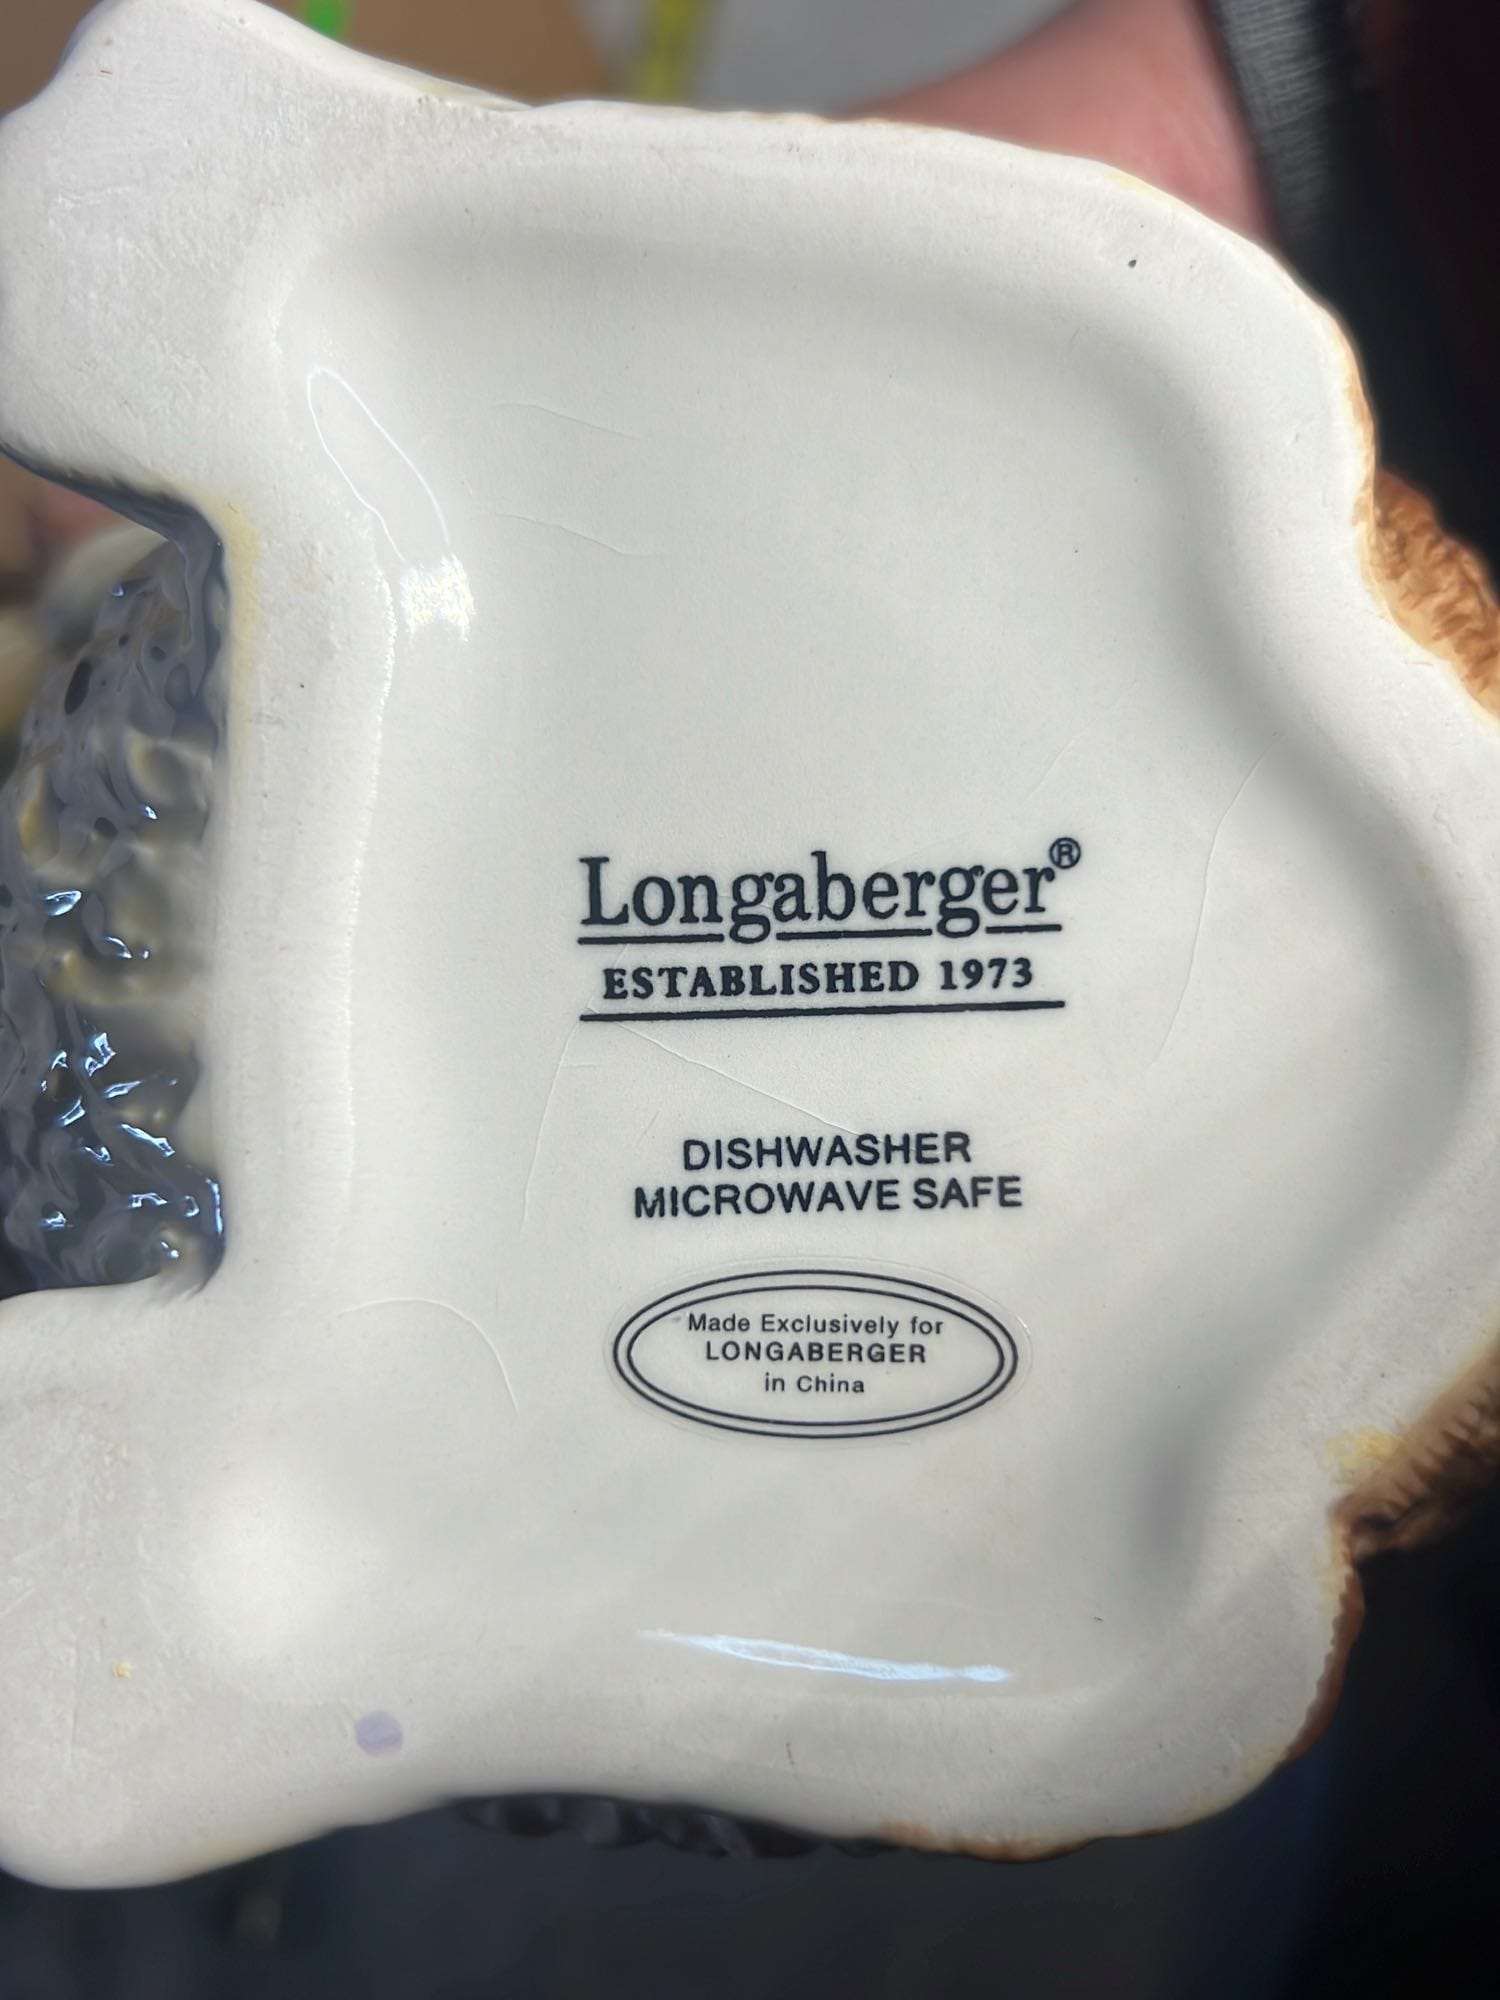 Longaberger®
ESTABLISHED 1973
DISHWASHER
MICROWAVE SAFE
Made Exclusively for
LONGABERGER
in China